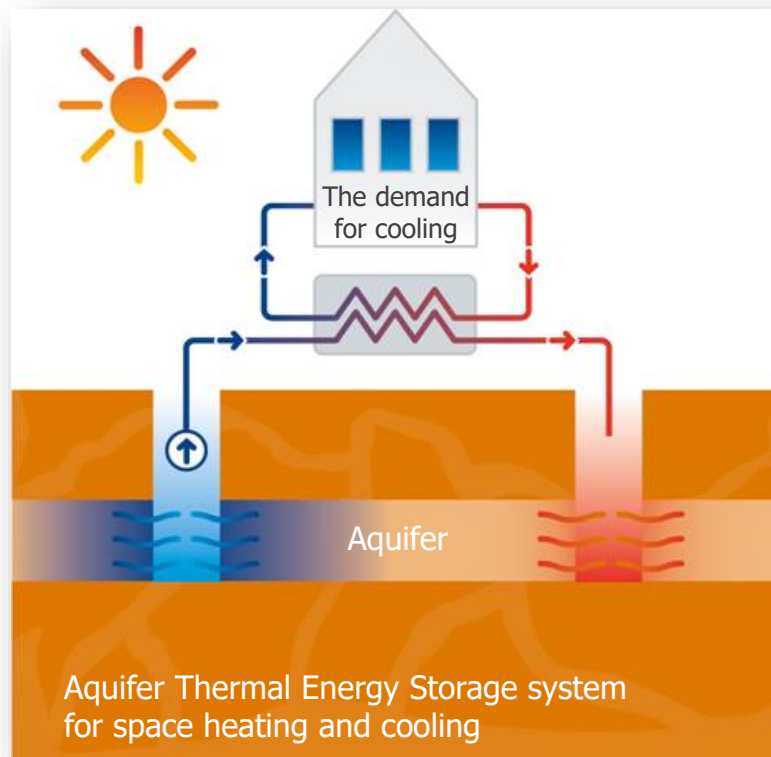 The demand
for cooling
Aquifer
Aquifer Thermal Energy Storage system
for space heating and cooling